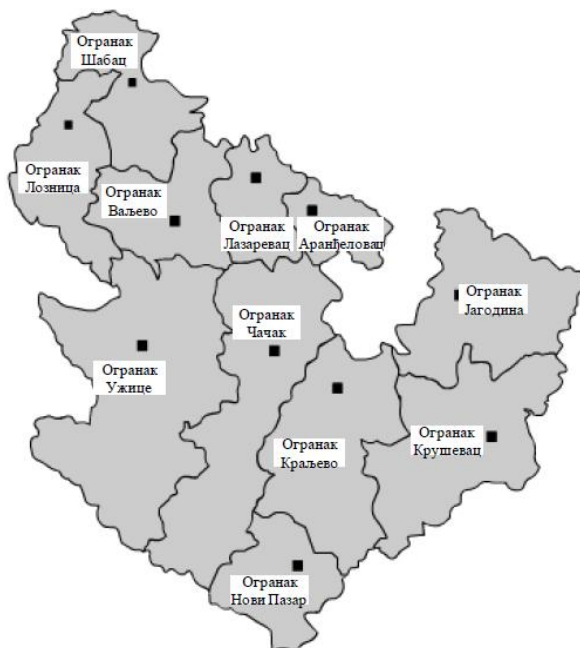 Огранак
Шабац
Огранак
Лозница
Огранак
Ваљево
Огранак
Лазаревац
Огранак
Аранђеловац
Огранак
Јагодина
Огранак
Чачак
Огранак
Ужице
Огранак
Краљево
Огранак
Крушевац
Огранак
Нови Пазар